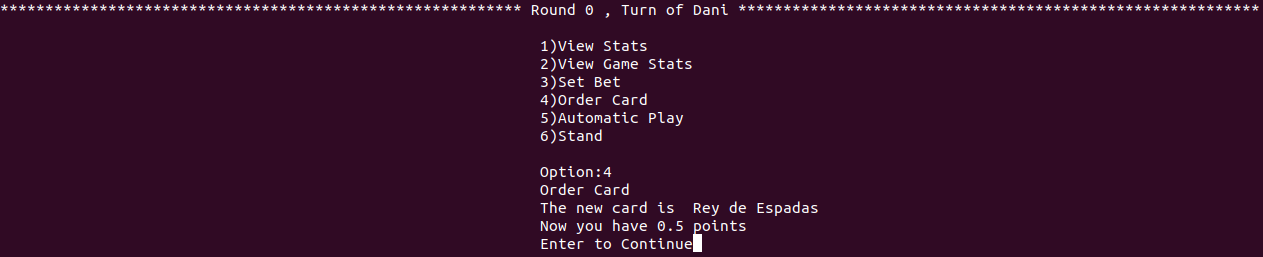 ********************************************************** Round 0 , Turn of Dani **********************************************************
1)View Stats
2)View Game Stats
3)Set Bet
4)Order Card
5)Automatic Play
6)Stand
Option:4
Order Card
The new card is  Rey de Espadas
Now you have 0.5 points
Enter to Continue